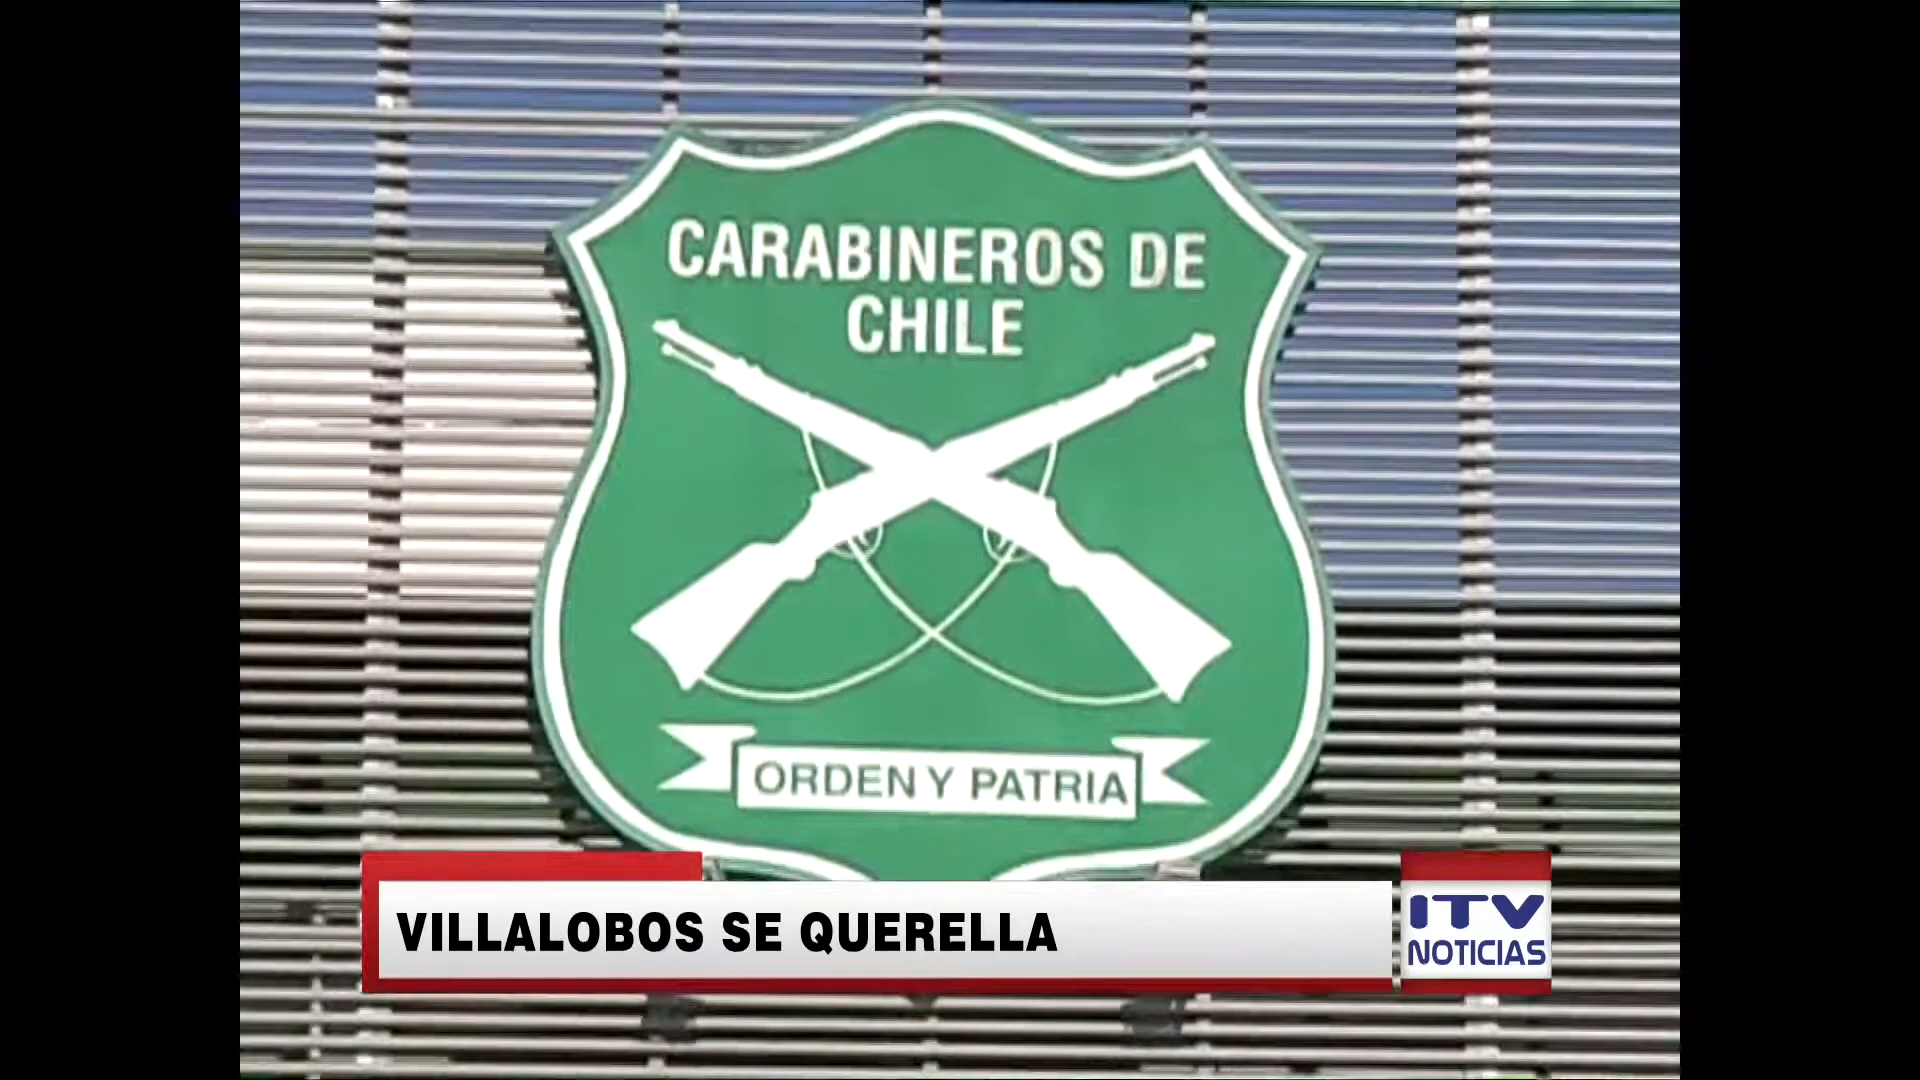 CARABINEROS DE
CHILE
ORDEN Y PATRIA
VILLALOBOS SE QUERELLA
ITV
NOTICIAS